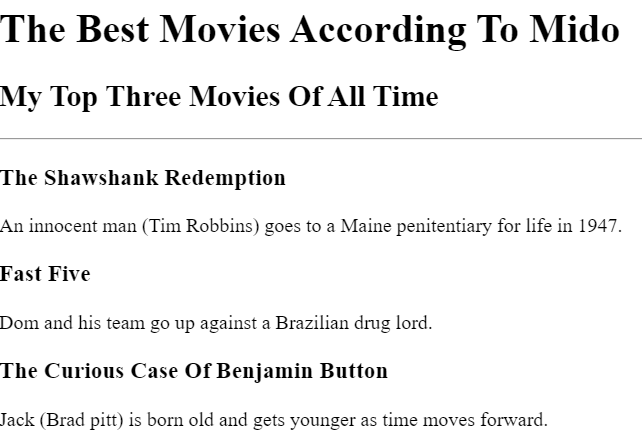 The Best Movies According To Mido
My Top Three Movies Of All Time
The Shawshank Redemption
An innocent man (Tim Robbins) goes to a Maine penitentiary for life in 1947.
Fast Five
Dom and his team go up against a Brazilian drug lord.
The Curious Case Of Benjamin Button
Jack (Brad pitt) is born old and gets younger as time moves forward.